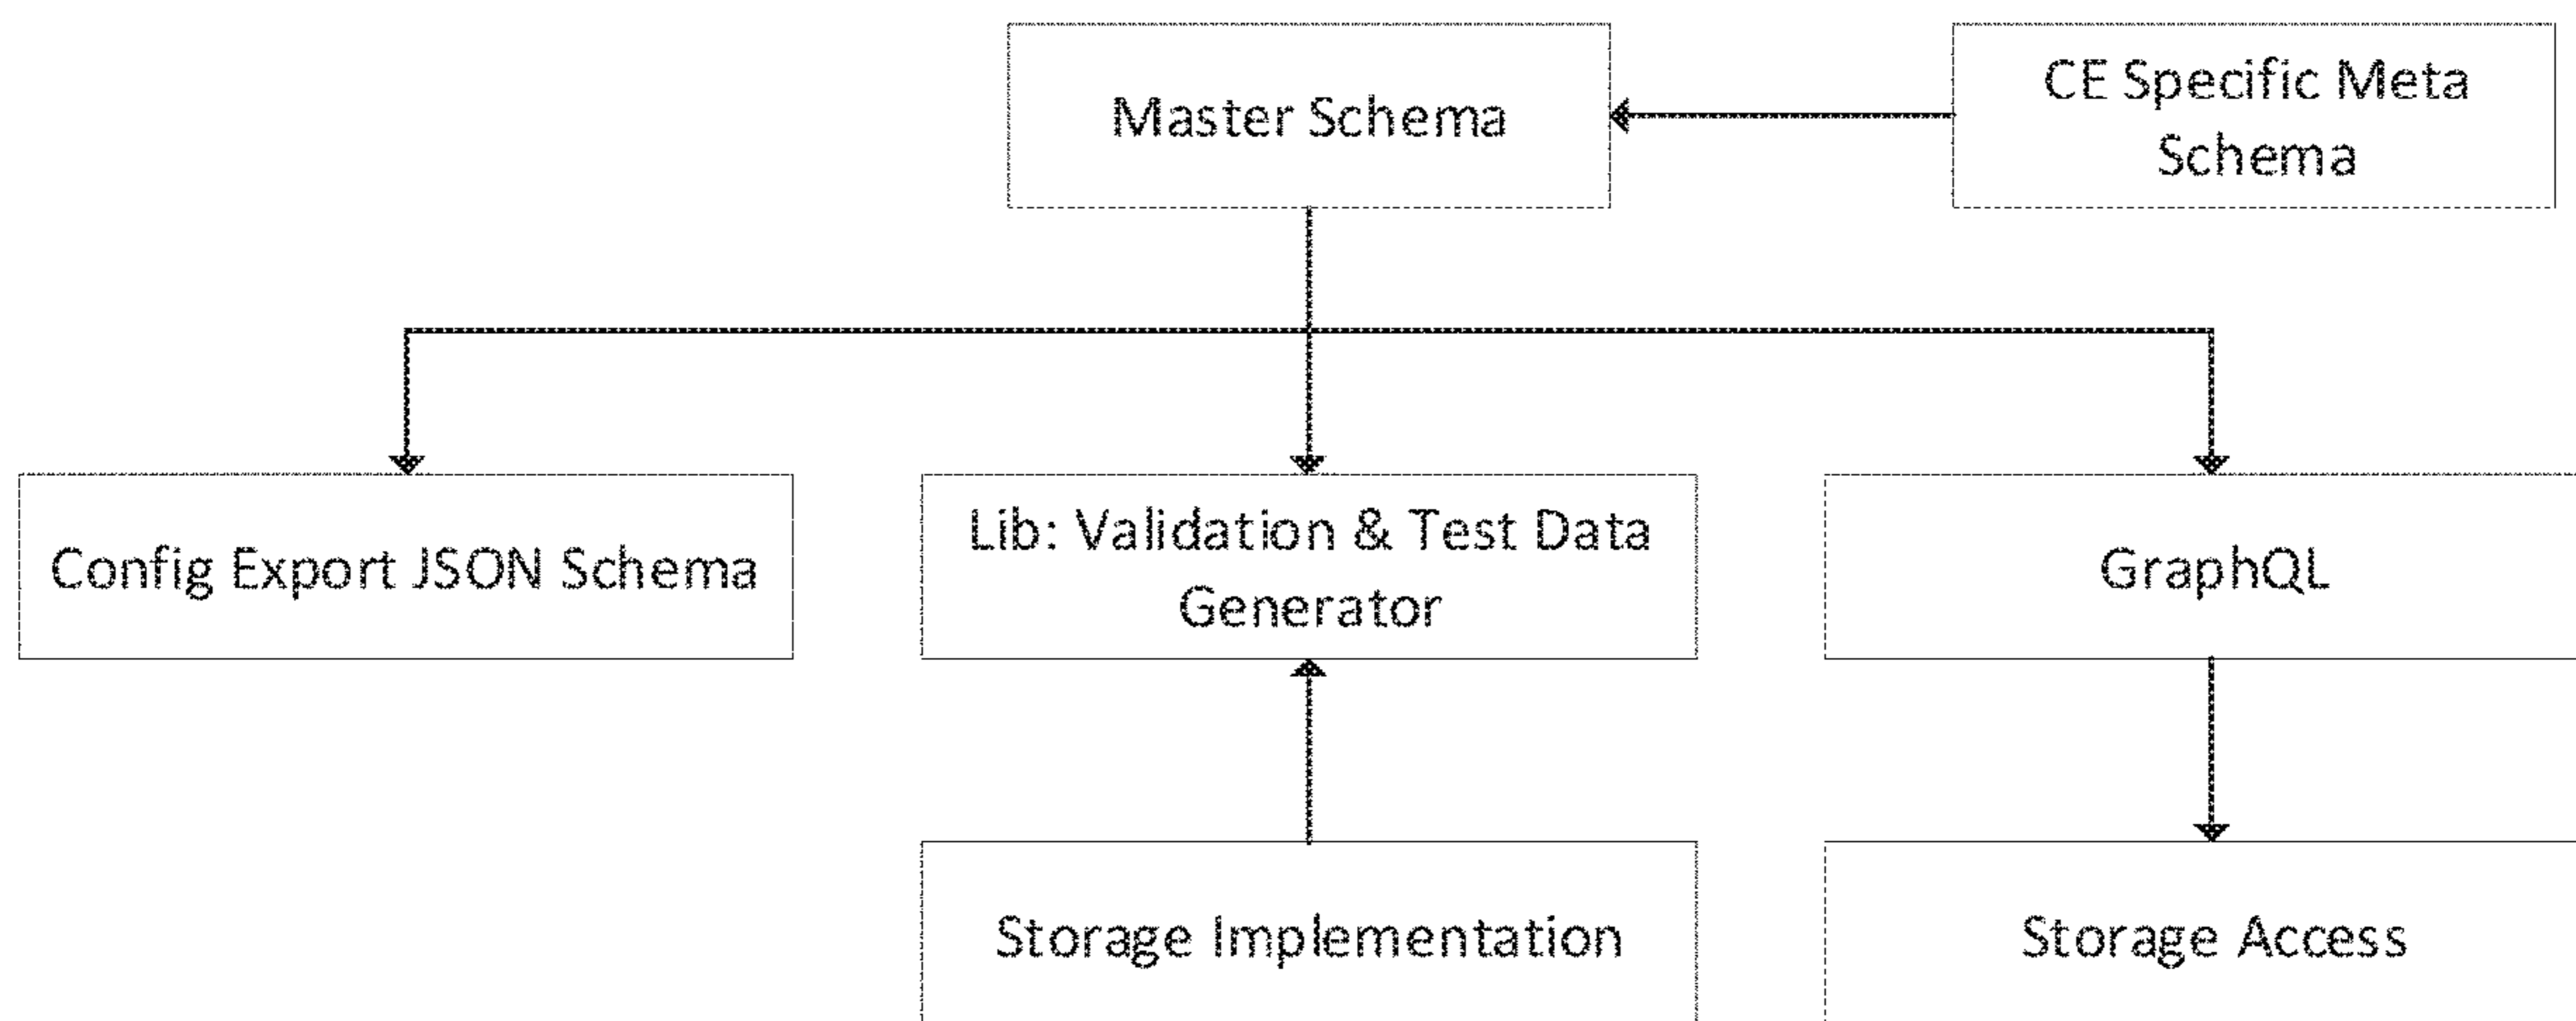 Master Schema
CE Specific Meta
Schema
Config Export JSON Schema
Lib: Validation & Test Data
Generator
GraphQL
Storage Implementation
Storage Access